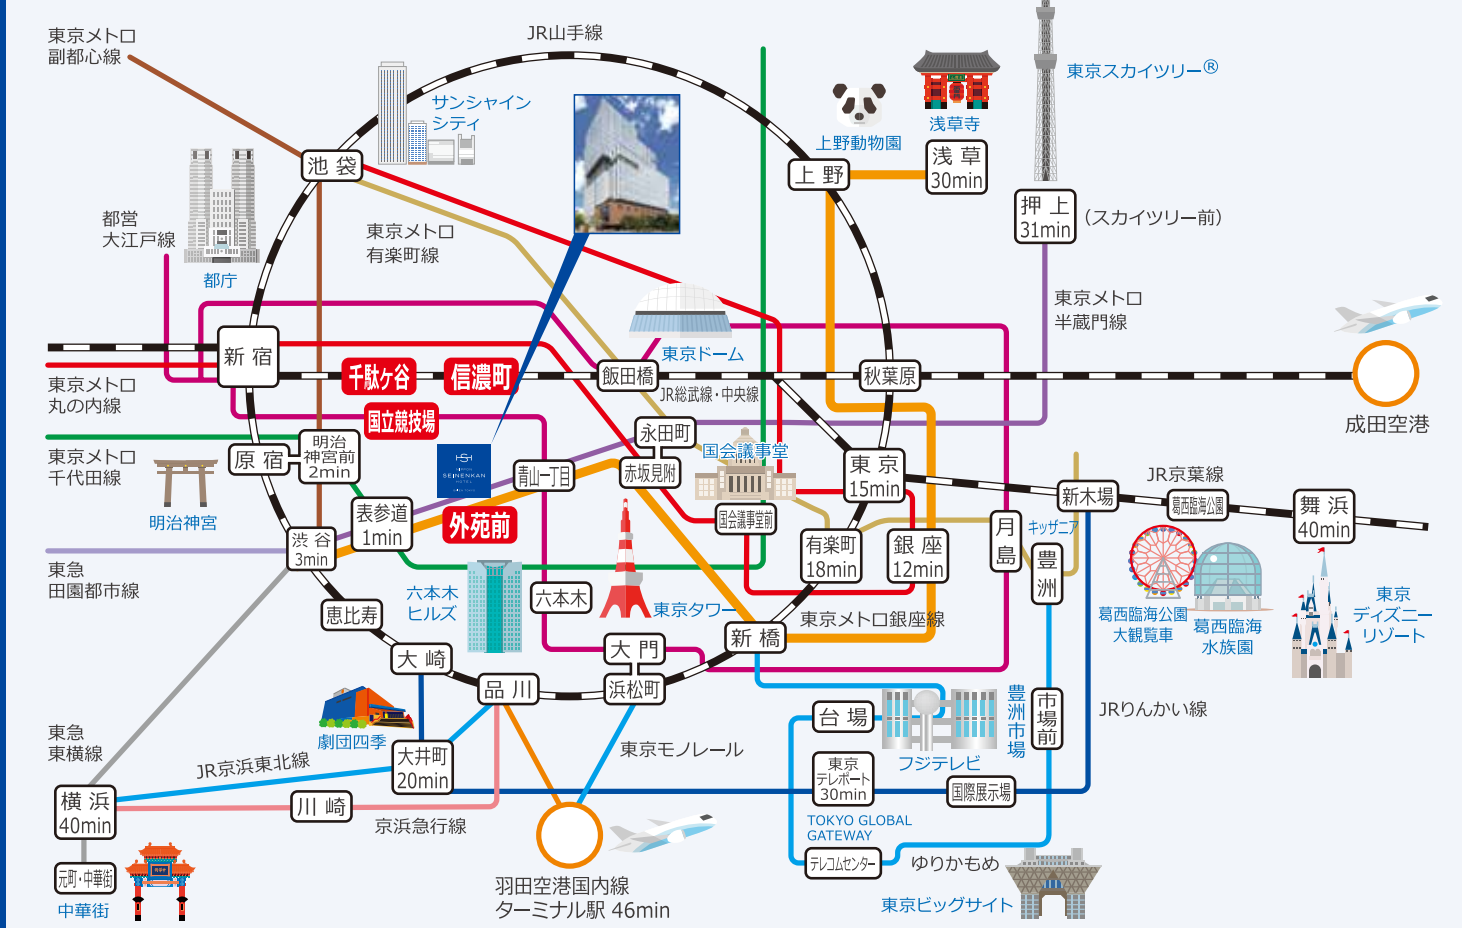 東京メトロ
副都心線
JR山手線
サンシャイン
シティ
池袋
上野動物園
上野
浅草寺
浅草
30min
東京スカイツリー®
押上
31min
(スカイツリー前)
都営
大江戸線
都庁
東京メトロ
有楽町線
東京メトロ
半蔵門線
新宿
東京ドーム
千駄ヶ谷
信濃町
飯田橋
秋葉原
JR総武線・中央線
成田空港
東京メトロ
丸の内線
国立競技場
永田町
国会議事堂
東京メトロ
千代田線
原宿
明治
神宮前
2min
青山一丁目
赤坂見附
東京
15min
JR京葉線
新木場
葛西臨海公園
舞浜
40min
明治神宮
表参道
1min
外苑前
国会議事堂前
月島
キッザニア
渋谷
3min
有楽町
18min
銀座
12min
豊洲
東急
田園都市線
六本木
ヒルズ
六本木
東京タワー
東京メトロ銀座線
葛西臨海公園
大観覧車
葛西臨海
水族園
東京
ディズニー
リゾート
恵比寿
大崎
大門
新橋
品川
浜松町
劇団四季
東急
東横線
JR京浜東北線
大井町
20min
東京モノレール
台場
フジテレビ
豊洲市場
市場前
JRりんかい線
東京
テレポート
30min
国際展示場
横浜
40min
川崎
京浜急行線
TOKYO GLOBAL
GATEWAY
テレコムセンター
ゆりかもめ
元町・中華街
中華街
羽田空港国内線
ターミナル駅 46min
東京ビッグサイト